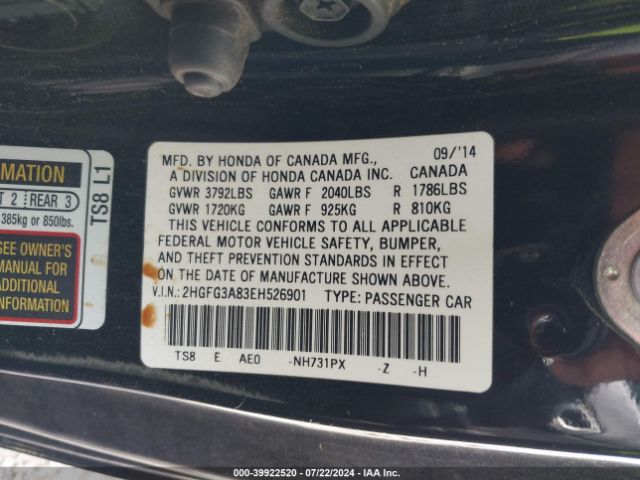 MATION
T 2 REAR 3
385kg or 850lbs.
SEE OWNER'S
MANUAL FOR
ADDITIONAL
INFORMATION
TS8 L1
09/'14
MFD. BY HONDA OF CANADA MFG.,
A DIVISION OF HONDA CANADA INC. CANADA
GVWR 3792LBS GAWR F 2040LBS R 1786LBS
GVWR 1720KG GAWR F 925KG R 810KG
THIS VEHICLE CONFORMS TO ALL APPLICABLE
FEDERAL MOTOR VEHICLE SAFETY, BUMPER,
AND THEFT PREVENTION STANDARDS IN EFFECT
ON THE DATE OF MANUFACTURE SHOWN ABOVE.
V.I.N.: 2HGFG3A83EH526901 TYPE: PASSENGER CAR
TS8 E AE0 -NH731PX -Z -H
000-39922520 - 07/22/2024 - IAA Inc.